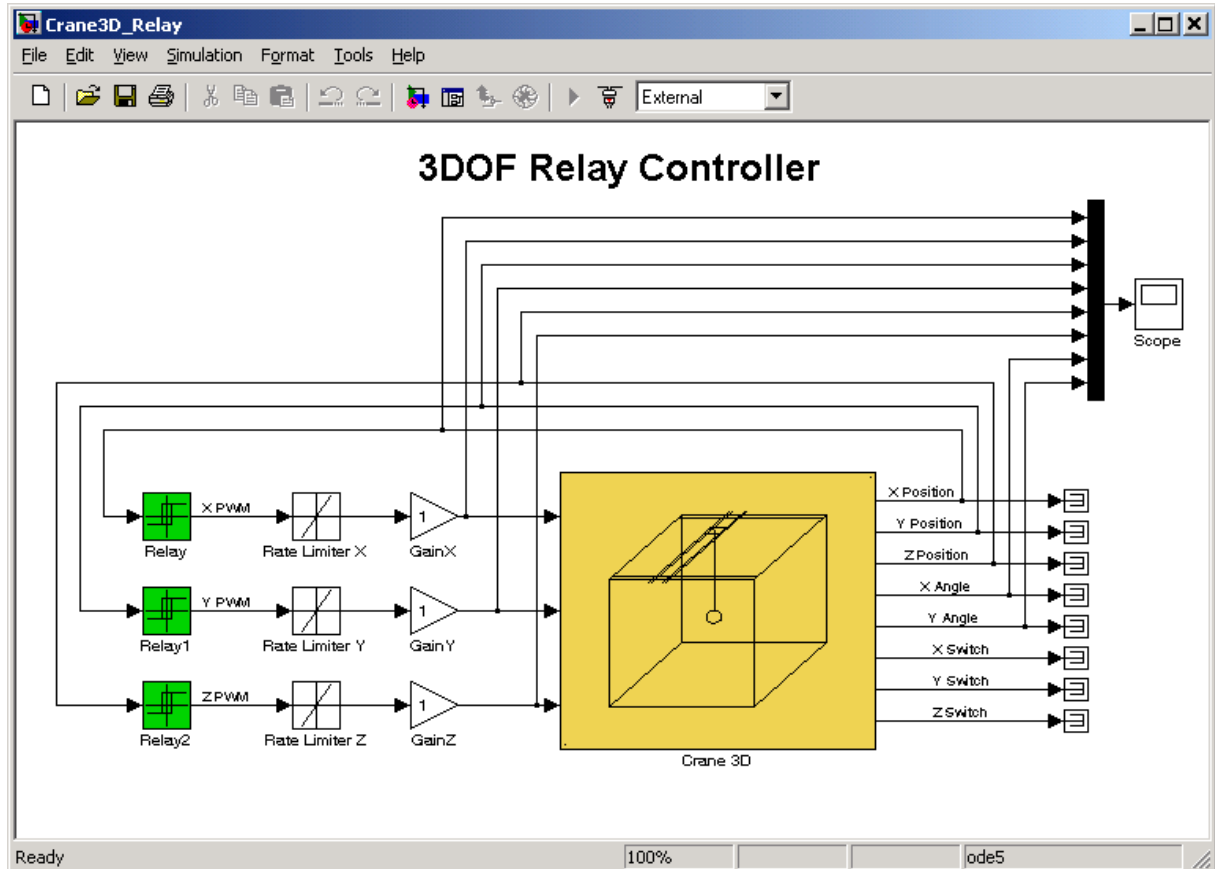 Crane3D_Relay
File Edit View Simulation Format Tools Help
External
3DOF Relay Controller
Scope
X PWM
Relay
Rate Limiter X
1
GainX
Y PWM
Relay1
Rate Limiter Y
1
GainY
Z PWM
Relay2
Rate Limiter Z
1
GainZ
Crane 3D
X Position
Y Position
Z Position
X Angle
Y Angle
X Switch
Y Switch
Z Switch
Ready 100% ode5